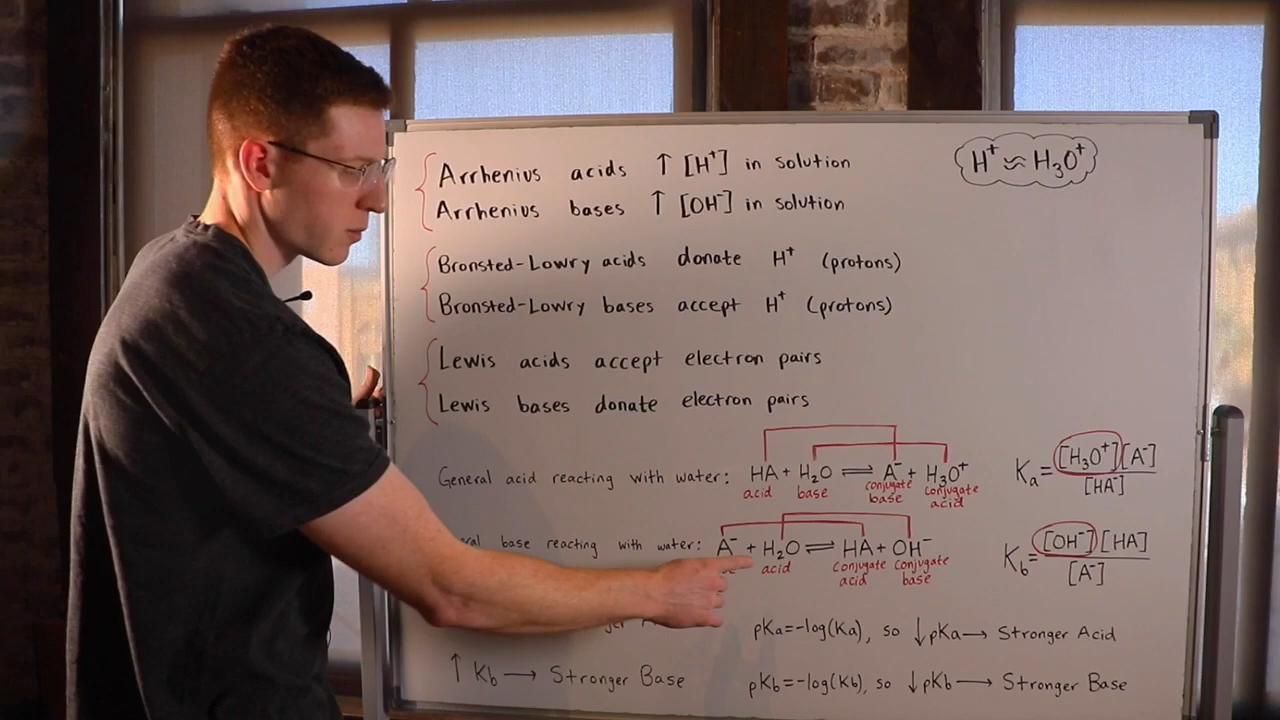 H⁺ ≈ H₃O⁺
Arrhenius acids ↑ [H⁺] in solution
Arrhenius bases ↑ [OH⁻] in solution
Bronsted-Lowry acids donate H⁺ (protons)
Bronsted-Lowry bases accept H⁺ (protons)
Lewis acids accept electron pairs
Lewis bases donate electron pairs
General acid reacting with water: HA + H₂O ⇌ A⁻ + H₃O⁺
acid base conjugate base conjugate acid
Ka = [H₃O⁺][A⁻] / [HA⁻]
base reacting with water: A⁻ + H₂O ⇌ HA + OH⁻
acid conjugate acid conjugate base
Kb = [OH⁻][HA] / [A⁻]
pKa = -log(Ka), so ↓ pKa → Stronger Acid
↑ Kb → Stronger Base
pKb = -log(Kb), so ↓ pKb → Stronger Base